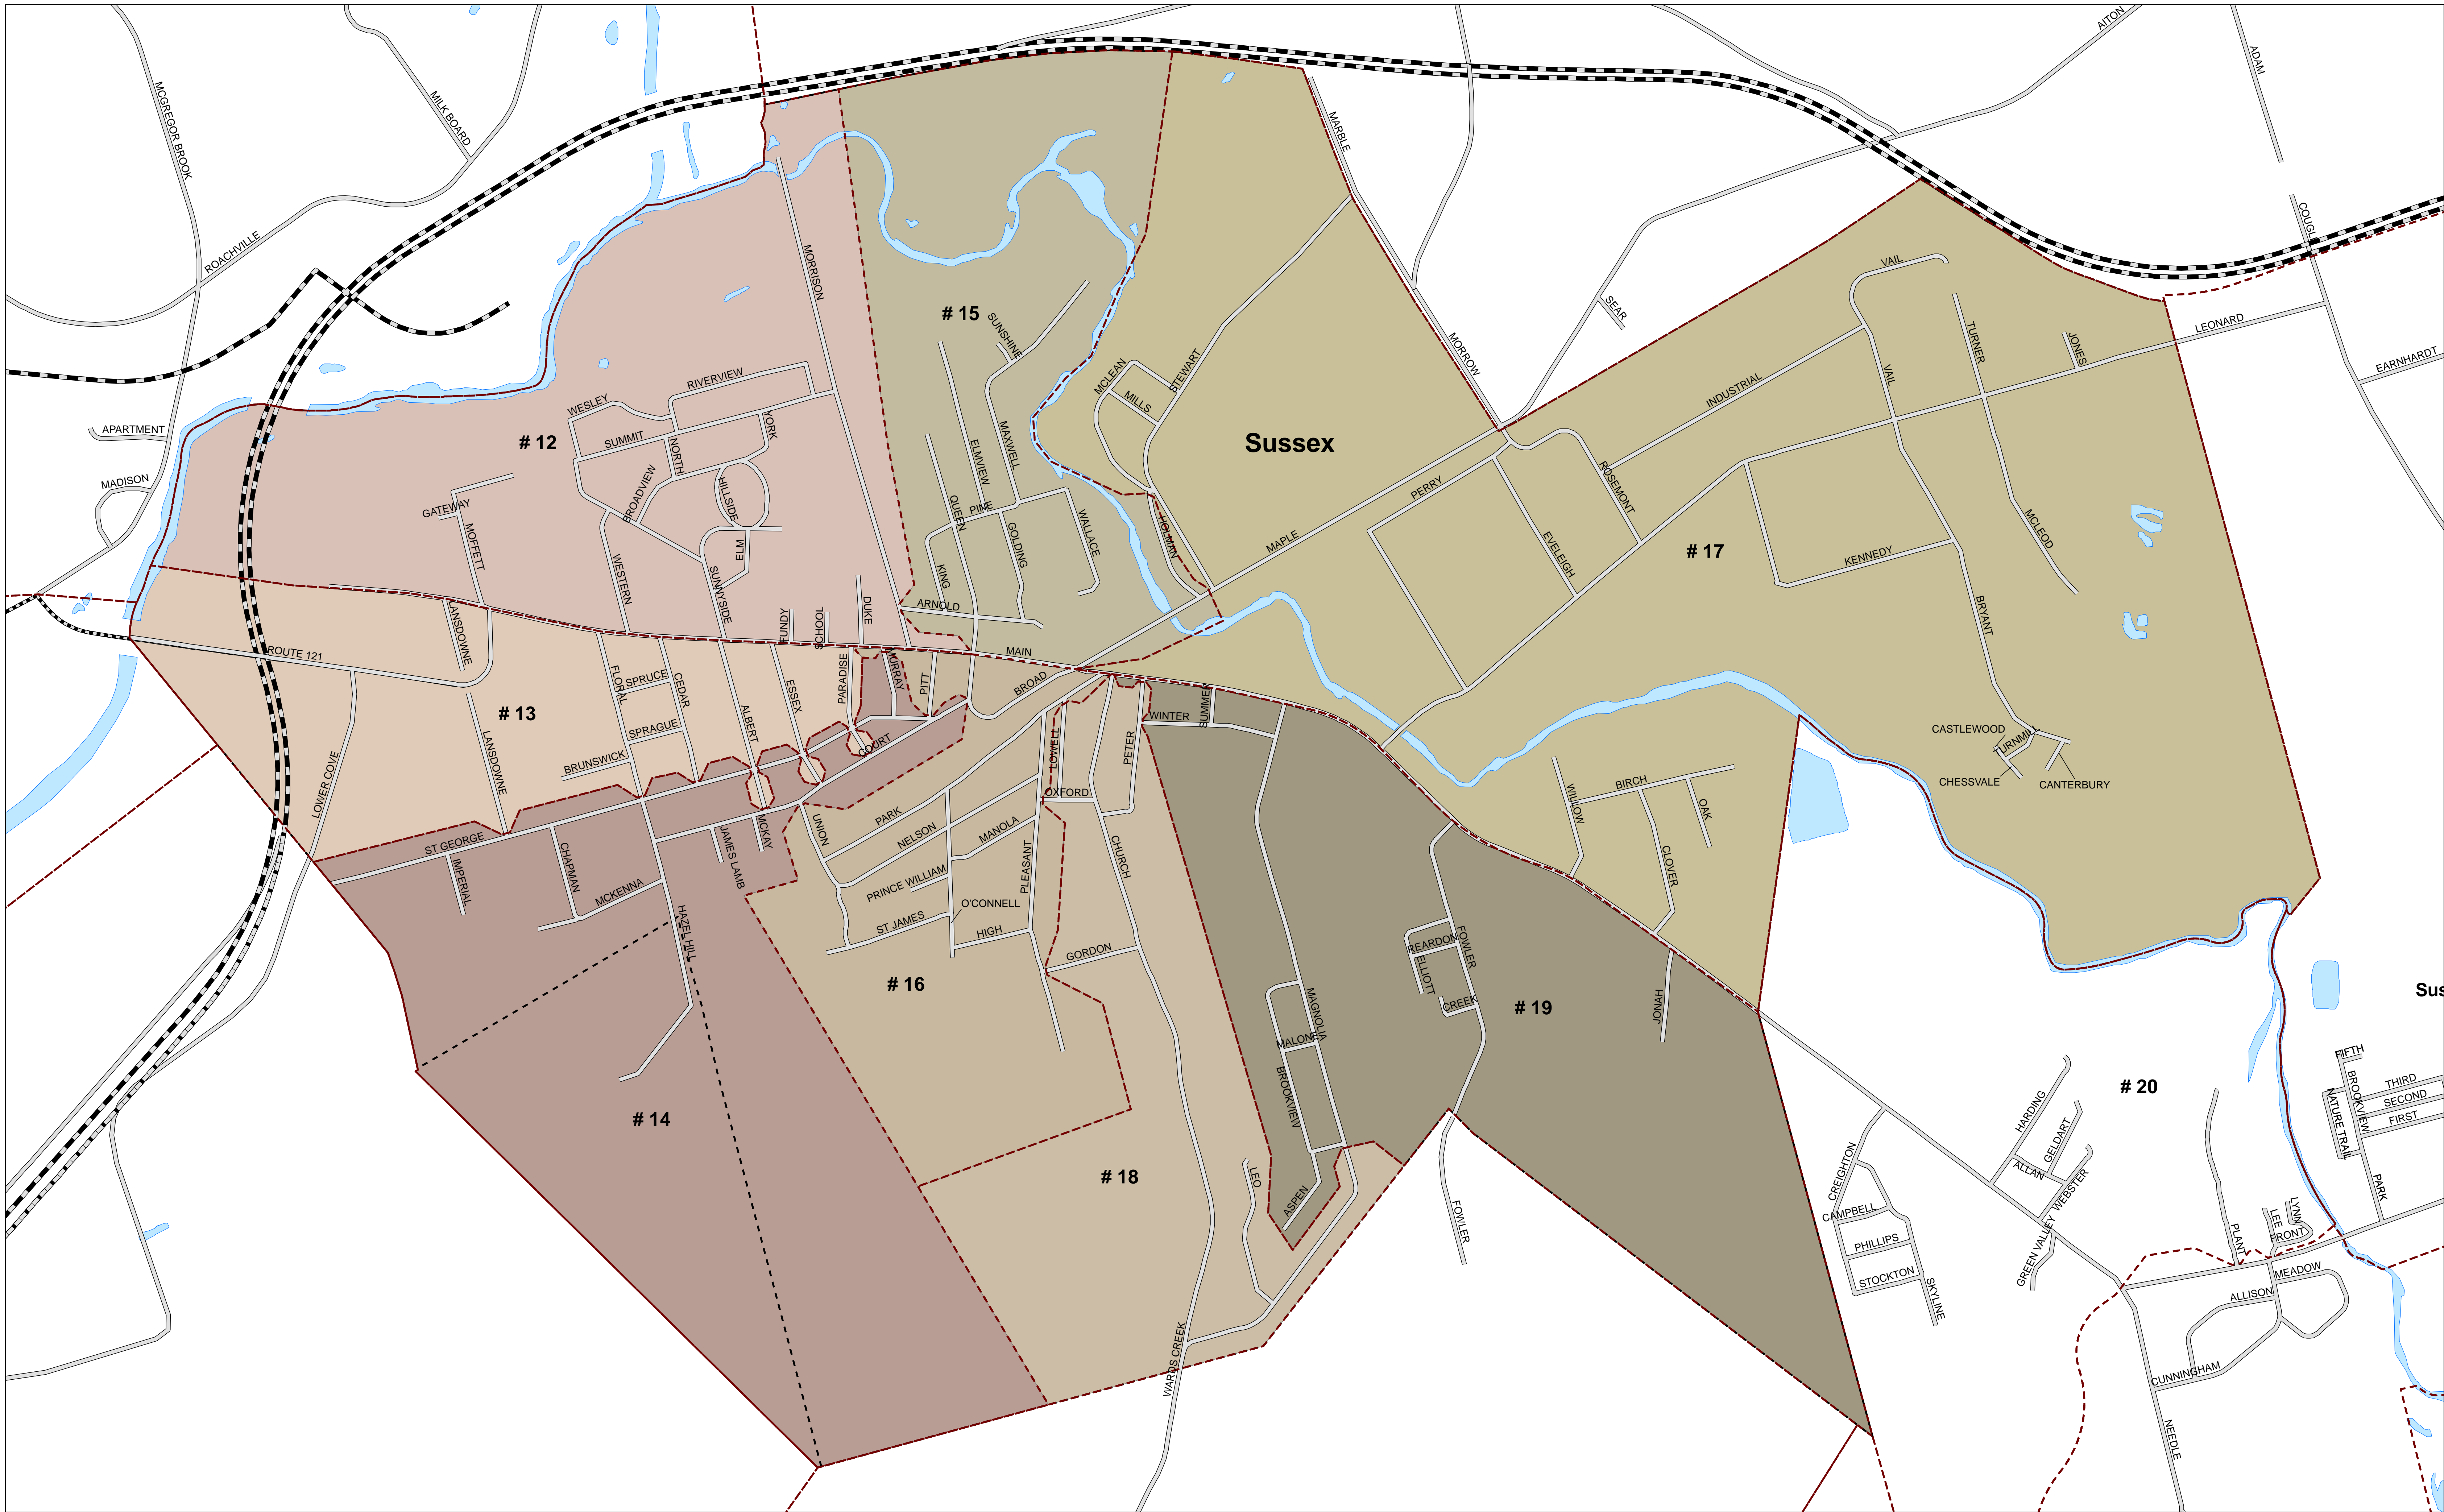 AITON
ADAM
MCGREGOR BROOK
MILK BOARD
MARBLE
ROACHVILLE
MORRISON
VAIL
SEAR
# 15
SUNSHINE
MORROW
TURNER
JONES
LEONARD
EARNHARDT
MCLEAN
STEWART
MILLS
RIVERVIEW
WESLEY
YORK
INDUSTRIAL
VAIL
APARTMENT
# 12
SUMMIT
NORTH
MAXWELL
ELMVIEW
Sussex
MADISON
BROADVIEW
HILLSIDE
PERRY
ROSEMONT
GATEWAY
MOFFETT
QUEEN
PINE
GOLDING
WALLACE
HOLMAN
MAPLE
EVELEIGH
# 17
MCLEOD
KENNEDY
ELM
WESTERN
SUNNYSIDE
KING
ARNOLD
DUKE
SCHOOL
FUNDY
BRYANT
LANSDOWNE
ROUTE 121
MAIN
BROAD
FLORAL
SPRUCE
CEDAR
ESSEX
PARADISE
MURRAY
PITT
# 13
ALBERT
SPRAGUE
BRUNSWICK
LANSDOWNE
LOWER COVE
COURT
WINTER
SUMMER
LOWELL
PETER
CASTLEWOOD
TURNMILL
CHESSVALE
CANTERBURY
WILLOW
BIRCH
OAK
CLOVER
OXFORD
PARK
NELSON
MANOLA
UNION
MCKAY
JAMES LAMB
ST GEORGE
IMPERIAL
CHAPMAN
MCKENNA
PRINCE WILLIAM
PLEASANT
CHURCH
O'CONNELL
ST JAMES
HIGH
GORDON
HAZEL HILL
# 16
REARDON
FOWLER
ELLIOTT
CREEK
# 19
JONAH
MAGNOLIA
MALONE
BROOKVIEW
# 14
# 18
LEO
ASPEN
FOWLER
WARDS CREEK
# 20
HARDING
GELDART
ALLAN
WEBSTER
GREEN VALLEY
CREIGHTON
CAMPBELL
PHILLIPS
STOCKTON
SKYLINE
PLANT
LEE
LYNN
FRONT
MEADOW
ALLISON
CUNNINGHAM
NEEDLE
FIFTH
THIRD
SECOND
FIRST
BROOKVIEW
NATURE TRAIL
PARK
COUGL
Sus